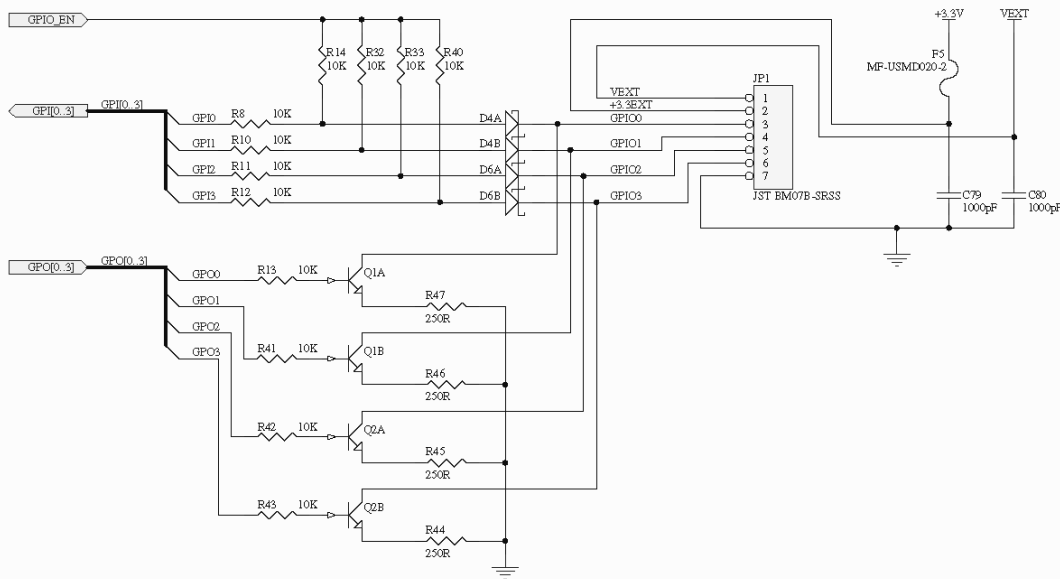 GPIO_EN
+3.3V
VEXT
R14
10K
R32
10K
R33
10K
R40
10K
F5
MF-USMD020-2
JP1
GPI[0..3]
GPI[0..3]
VEXT
+3.3EXT
1
2
3
4
5
6
7
GPI0
R8
10K
D4A
GPIO0
GPI1
R10
10K
D4B
GPIO1
GPI2
R11
10K
D6A
GPIO2
GPI3
R12
10K
D6B
GPIO3
JST BM07B-SRSS
C79
1000pF
C80
1000pF
GPO[0..3]
GPO[0..3]
GPO0
R13
10K
Q1A
GPO1
R47
250R
GPO2
GPO3
R41
10K
Q1B
R46
250R
R42
10K
Q2A
R45
250R
R43
10K
Q2B
R44
250R